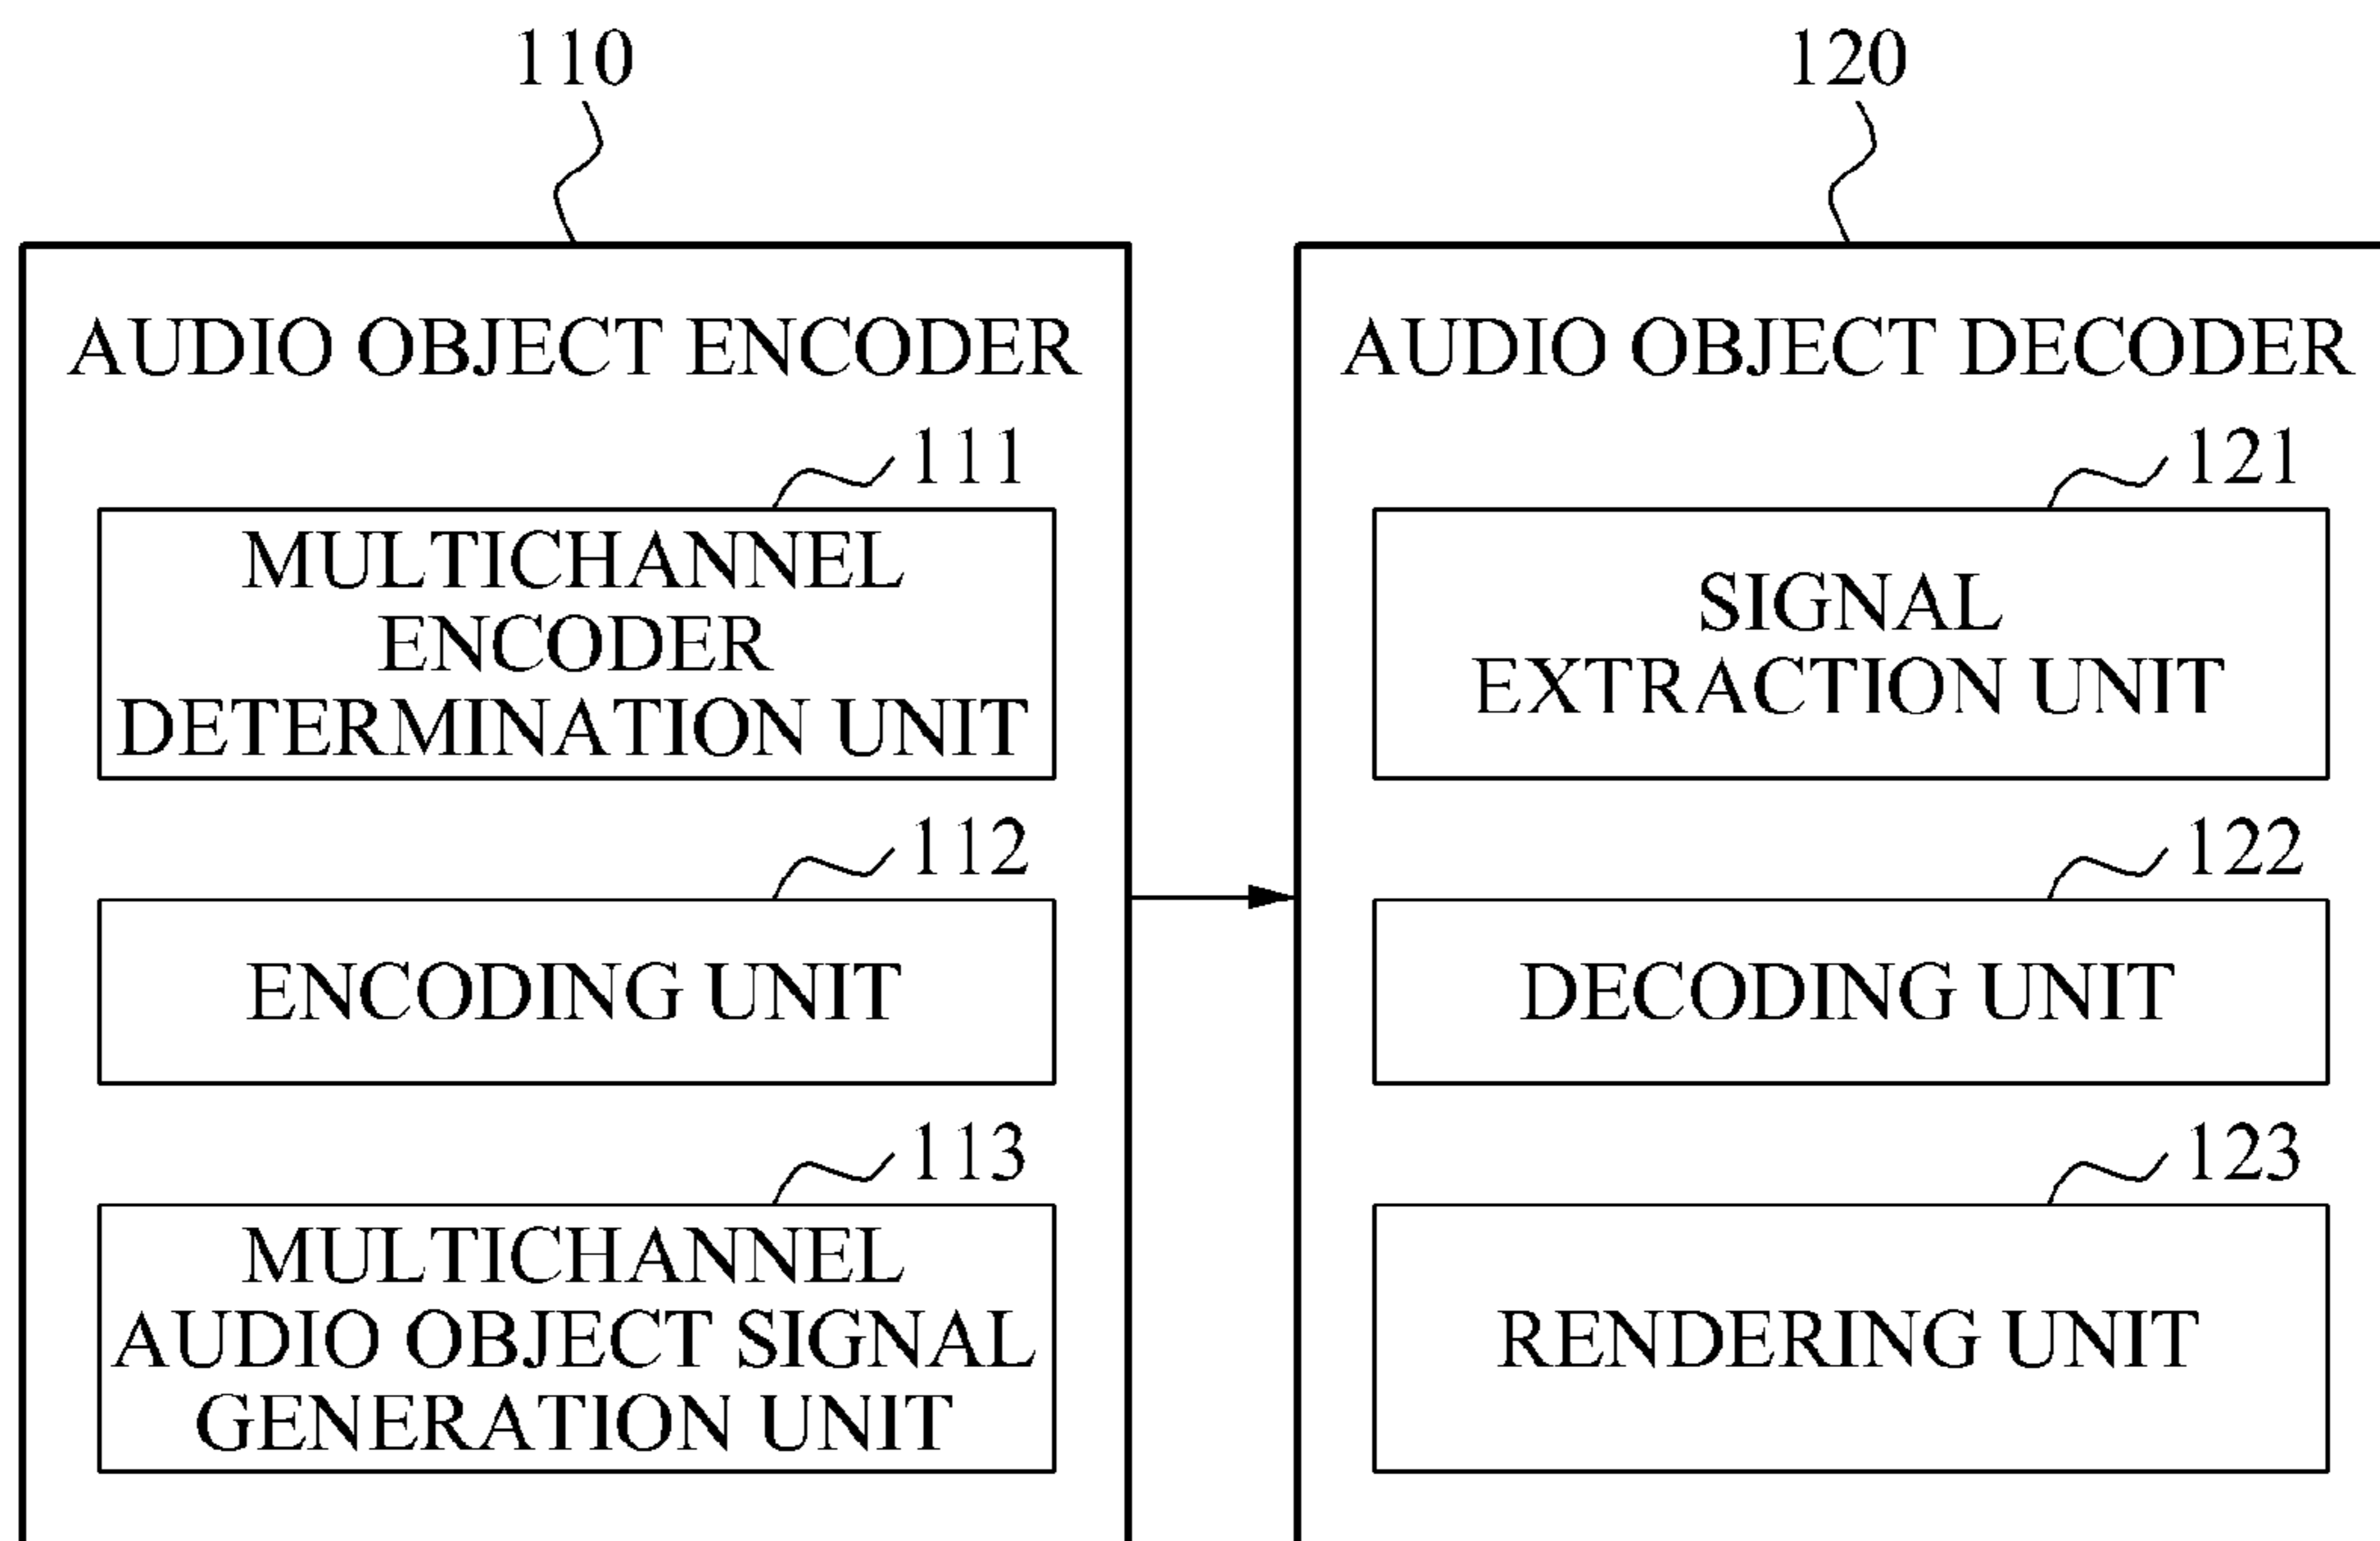 110
AUDIO OBJECT ENCODER
111
MULTICHANNEL
ENCODER
DETERMINATION UNIT
112
ENCODING UNIT
113
MULTICHANNEL
AUDIO OBJECT SIGNAL
GENERATION UNIT
120
AUDIO OBJECT DECODER
121
SIGNAL
EXTRACTION UNIT
122
DECODING UNIT
123
RENDERING UNIT